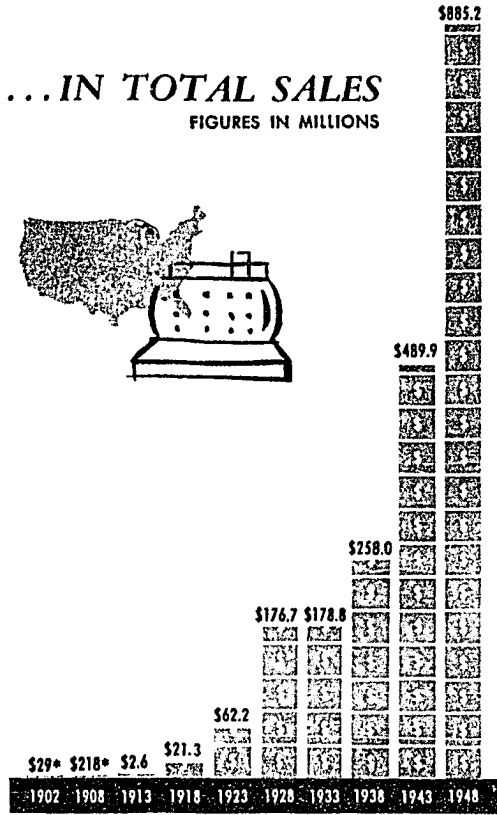 $885.2
...IN TOTAL SALES
FIGURES IN MILLIONS
$489.9
$258.0
$176.7 $178.8
$62.2
$21.3
$29* $218* $2.6
1902 1908 1913 1918 1923 1928 1933 1938 1943 1948